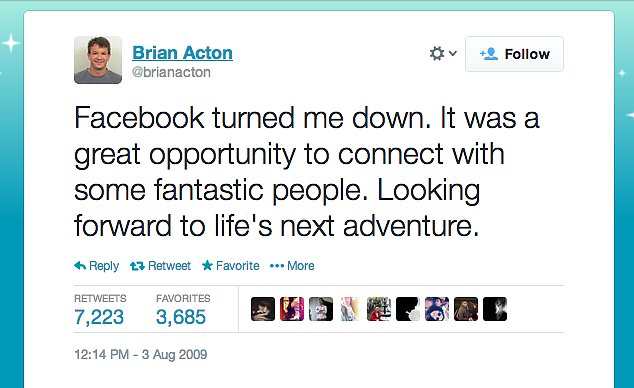 Brian Acton
@brianacton
Follow
Facebook turned me down. It was a
great opportunity to connect with
some fantastic people. Looking
forward to life's next adventure.
Reply Retweet Favorite More
RETWEETS FAVORITES
7,223 3,685
12:14 PM - 3 Aug 2009